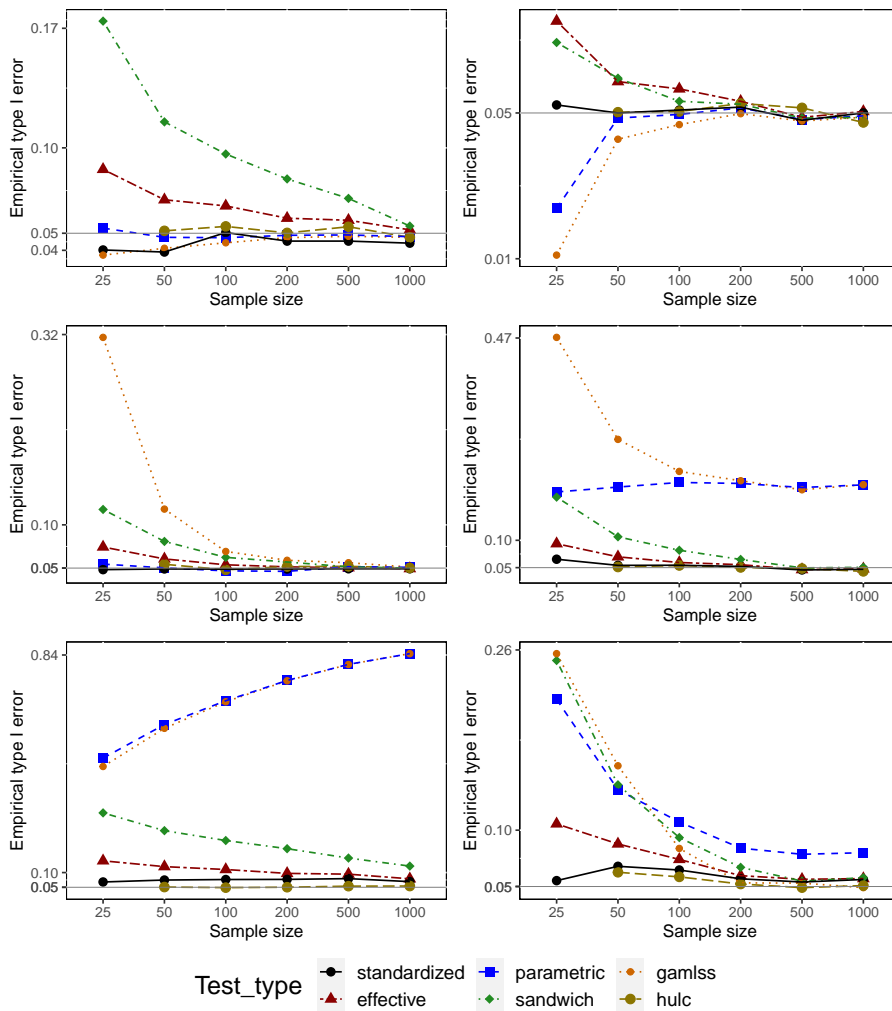 0.17
0.10
0.05
0.04
Empirical type I error
25 50 100 200 500 1000
Sample size
0.05
0.01
Empirical type I error
25 50 100 200 500 1000
Sample size
0.32
0.10
0.05
Empirical type I error
25 50 100 200 500 1000
Sample size
0.47
0.10
0.05
Empirical type I error
25 50 100 200 500 1000
Sample size
0.84
0.10
0.05
Empirical type I error
25 50 100 200 500 1000
Sample size
0.26
0.10
0.05
Empirical type I error
25 50 100 200 500 1000
Sample size
Test_type
standardized parametric gamlss
effective sandwich hulc